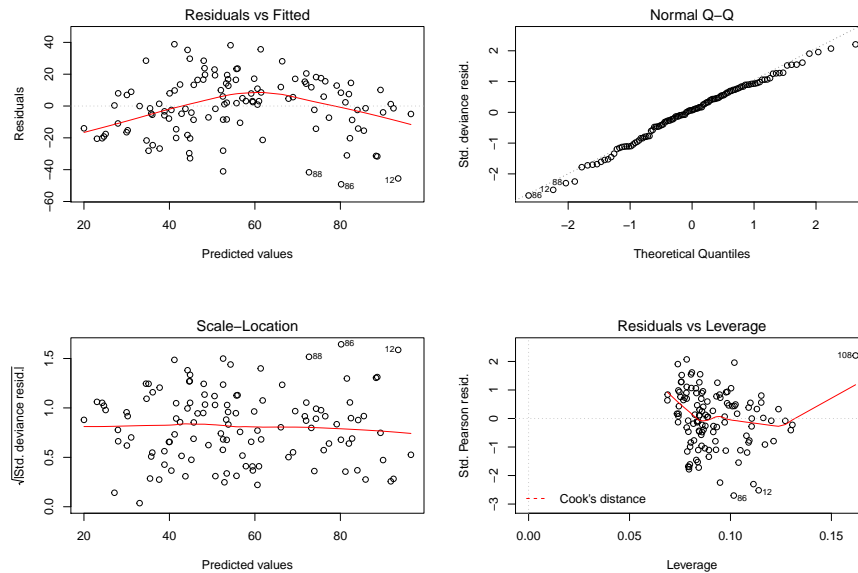 Residuals vs Fitted
Residuals
40
20
0
−20
−40
−60
88
86
12
20 40 60 80
Predicted values
Normal Q−Q
Std. deviance resid.
2
1
0
−1
−2
86
12
88
−2 −1 0 1 2
Theoretical Quantiles
Scale−Location
√|Std. deviance resid.|
1.5
1.0
0.5
0.0
88
86
12
20 40 60 80
Predicted values
Residuals vs Leverage
Std. Pearson resid.
2
1
0
−1
−2
−3
108
86
12
Cook's distance
0.00 0.05 0.10 0.15
Leverage